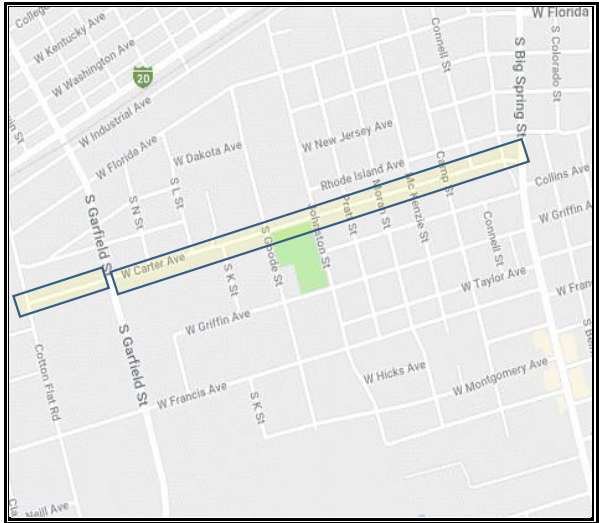 College
W Florida
W Kentucky Ave
Connell St
S Colorado St
W Washington Ave
S Big Spring St
20
W Industrial Ave
W New Jersey Ave
W Florida Ave
W Dakota Ave
Rhode Island Ave
Camp St
S L St
S N St
Mc Kenzie St
Collins Ave
Moran St
Pratt St
Johnston St
S Garfield St
W Griffin A
Connell St
S Goode St
W Carter Ave
S K St
W Taylor Ave
W Fran
W Griffin Ave
S Garfield St
Cotton Flat Rd
W Hicks Ave
W Montgomery Ave
W Francis Ave
S K St
Neill Ave